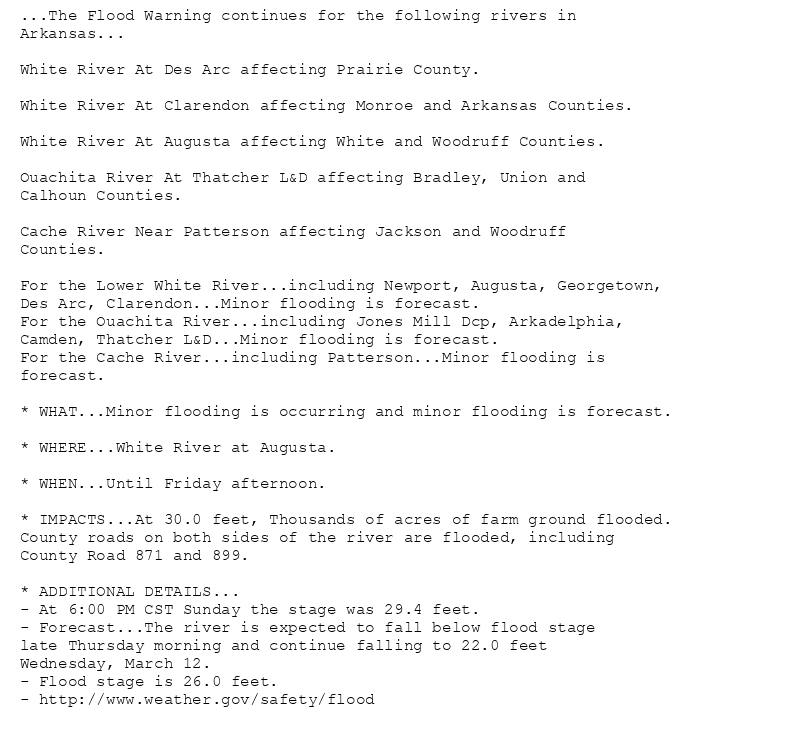 ...The Flood Warning continues for the following rivers in
Arkansas...
White River At Des Arc affecting Prairie County.
White River At Clarendon affecting Monroe and Arkansas Counties.
White River At Augusta affecting White and Woodruff Counties.
Ouachita River At Thatcher L&D affecting Bradley, Union and
Calhoun Counties.
Cache River Near Patterson affecting Jackson and Woodruff
Counties.
For the Lower White River...including Newport, Augusta, Georgetown,
Des Arc, Clarendon...Minor flooding is forecast.
For the Ouachita River...including Jones Mill Dcp, Arkadelphia,
Camden, Thatcher L&D...Minor flooding is forecast.
For the Cache River...including Patterson...Minor flooding is
forecast.
* WHAT...Minor flooding is occurring and minor flooding is forecast.
* WHERE...White River at Augusta.
* WHEN...Until Friday afternoon.
* IMPACTS...At 30.0 feet, Thousands of acres of farm ground flooded.
County roads on both sides of the river are flooded, including
County Road 871 and 899.
* ADDITIONAL DETAILS...
- At 6:00 PM CST Sunday the stage was 29.4 feet.
- Forecast...The river is expected to fall below flood stage
late Thursday morning and continue falling to 22.0 feet
Wednesday, March 12.
- Flood stage is 26.0 feet.
- http://www.weather.gov/safety/flood